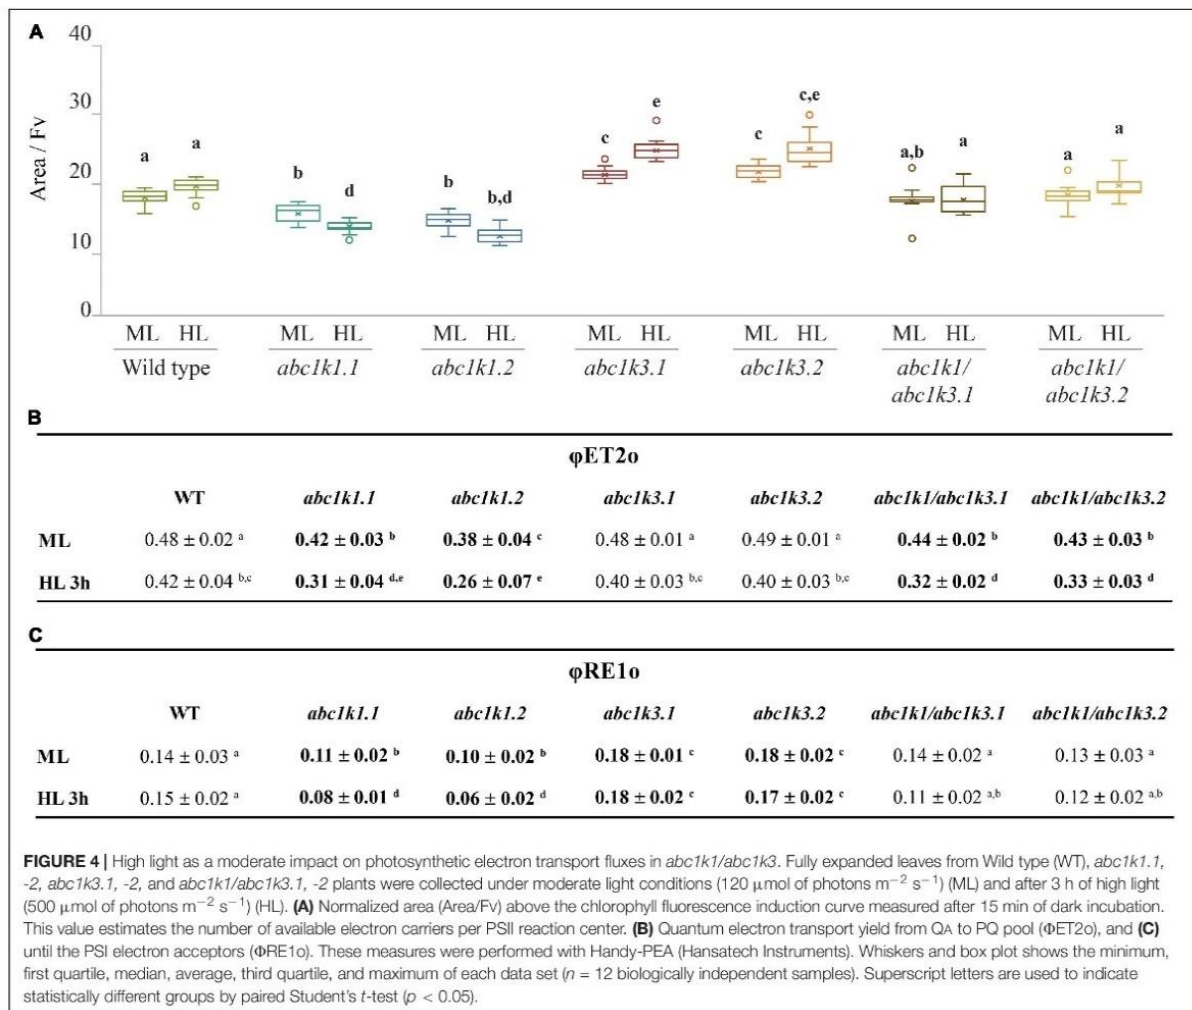 A
40
30
20
10
0
Area / Fv
a a b d b b,d c e c c,e a,b a a a
ML HL ML HL ML HL ML HL ML HL ML HL ML HL
Wild type abc1k1.1 abc1k1.2 abc1k3.1 abc1k3.2 abc1k1/ abc1k1/
abc1k3.1 abc1k3.2
B
φET2o
WT abc1k1.1 abc1k1.2 abc1k3.1 abc1k3.2 abc1k1/abc1k3.1 abc1k1/abc1k3.2
ML 0.48 ± 0.02 a 0.42 ± 0.03 b 0.38 ± 0.04 c 0.48 ± 0.01 a 0.49 ± 0.01 a 0.44 ± 0.02 b 0.43 ± 0.03 b
HL 3h 0.42 ± 0.04 b,c 0.31 ± 0.04 d,e 0.26 ± 0.07 e 0.40 ± 0.03 b,c 0.40 ± 0.03 b,c 0.32 ± 0.02 d 0.33 ± 0.03 d
C
φRE1o
WT abc1k1.1 abc1k1.2 abc1k3.1 abc1k3.2 abc1k1/abc1k3.1 abc1k1/abc1k3.2
ML 0.14 ± 0.03 a 0.11 ± 0.02 b 0.10 ± 0.02 b 0.18 ± 0.01 c 0.18 ± 0.02 c 0.14 ± 0.02 a 0.13 ± 0.03 a
HL 3h 0.15 ± 0.02 a 0.08 ± 0.01 d 0.06 ± 0.02 d 0.18 ± 0.02 c 0.17 ± 0.02 c 0.11 ± 0.02 a,b 0.12 ± 0.02 a,b
FIGURE 4 | High light as a moderate impact on photosynthetic electron transport fluxes in abc1k1/abc1k3. Fully expanded leaves from Wild type (WT), abc1k1.1,
-2, abc1k3.1, -2, and abc1k1/abc1k3.1, -2 plants were collected under moderate light conditions (120 μmol of photons m−2 s−1) (ML) and after 3 h of high light
(500 μmol of photons m−2 s−1) (HL). (A) Normalized area (Area/Fv) above the chlorophyll fluorescence induction curve measured after 15 min of dark incubation.
This value estimates the number of available electron carriers per PSII reaction center. (B) Quantum electron transport yield from QA to PQ pool (ΦET2o), and (C)
until the PSI electron acceptors (ΦRE1o). These measures were performed with Handy-PEA (Hansatech Instruments). Whiskers and box plot shows the minimum,
first quartile, median, average, third quartile, and maximum of each data set (n = 12 biologically independent samples). Superscript letters are used to indicate
statistically different groups by paired Student's t-test (p < 0.05).